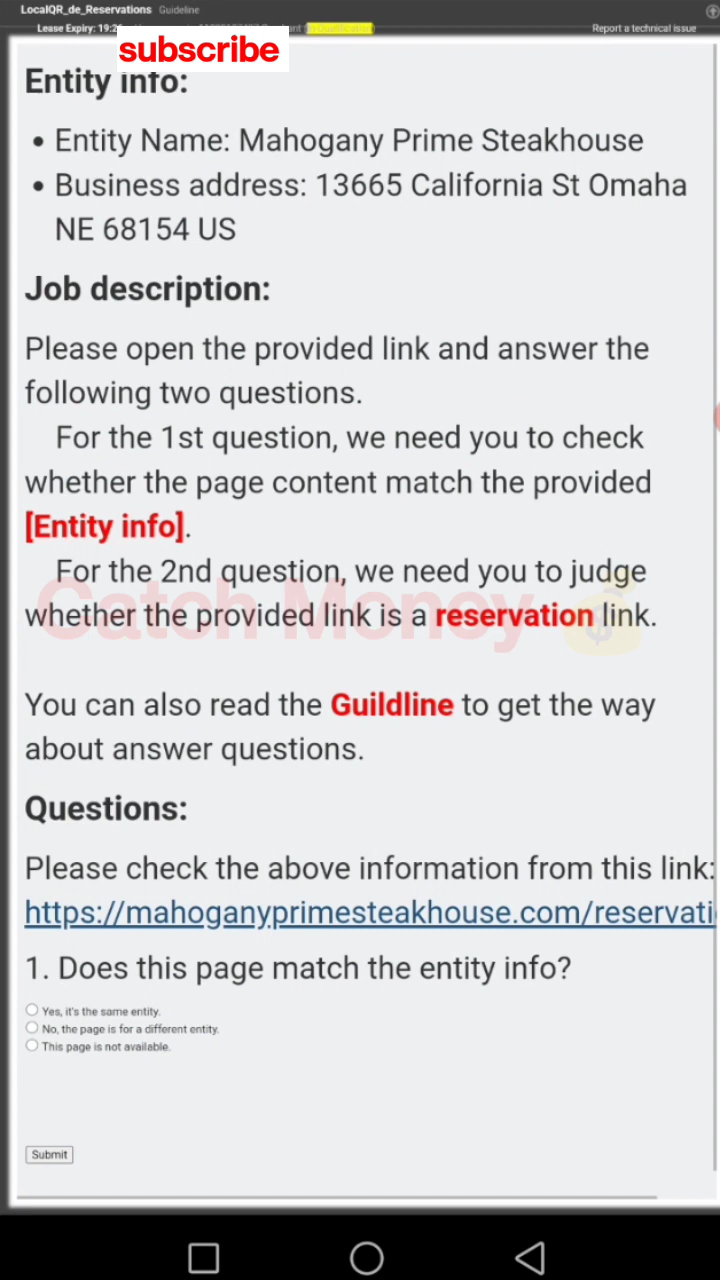 LocalQR_de_Reservations Guideline
Lease Expiry: 19:2
Report a technical issue
subscribe
Entity info:
• Entity Name: Mahogany Prime Steakhouse
• Business address: 13665 California St Omaha
NE 68154 US
Job description:
Please open the provided link and answer the
following two questions.
For the 1st question, we need you to check
whether the page content match the provided
[Entity info].
For the 2nd question, we need you to judge
Catch Money
whether the provided link is a reservation link.
You can also read the Guildline to get the way
about answer questions.
Questions:
Please check the above information from this link:
https://mahoganyprimesteakhouse.com/reservati
1. Does this page match the entity info?
Yes, it's the same entity.
No, the page is for a different entity.
This page is not available.
Submit